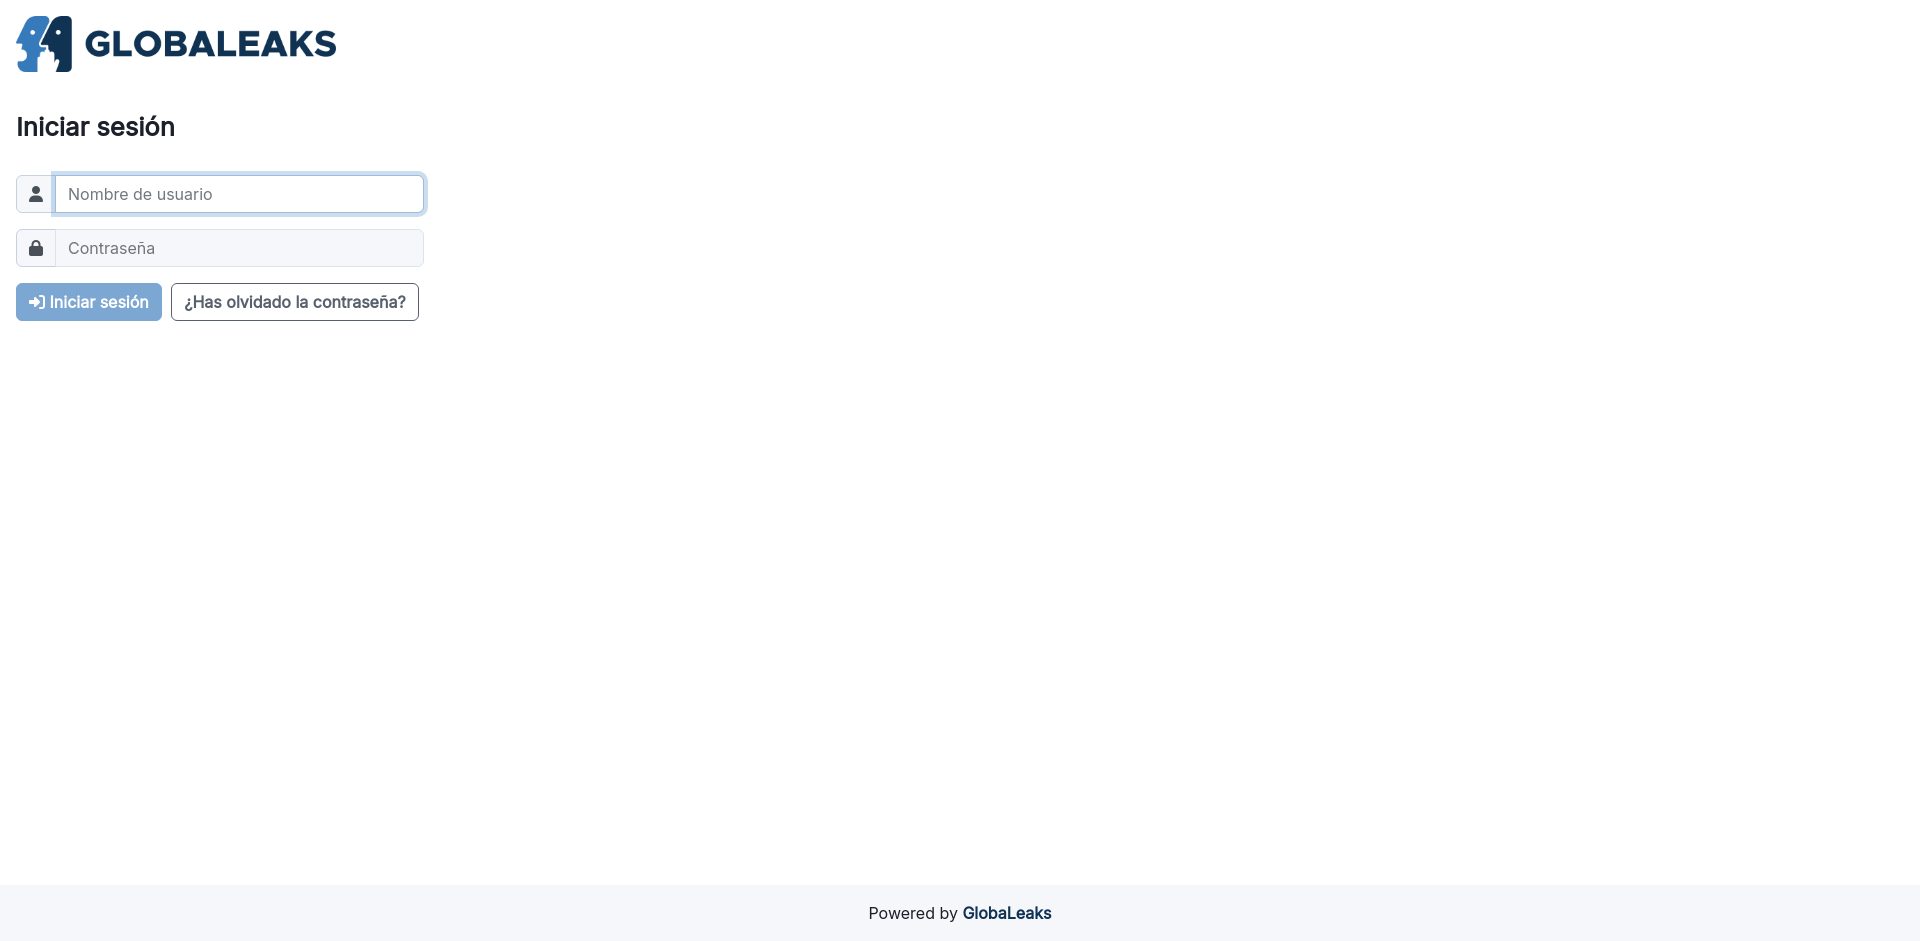 GLOBALEAKS
Iniciar sesión
Nombre de usuario
Contraseña
Iniciar sesión ¿Has olvidado la contraseña?
Powered by GlobaLeaks